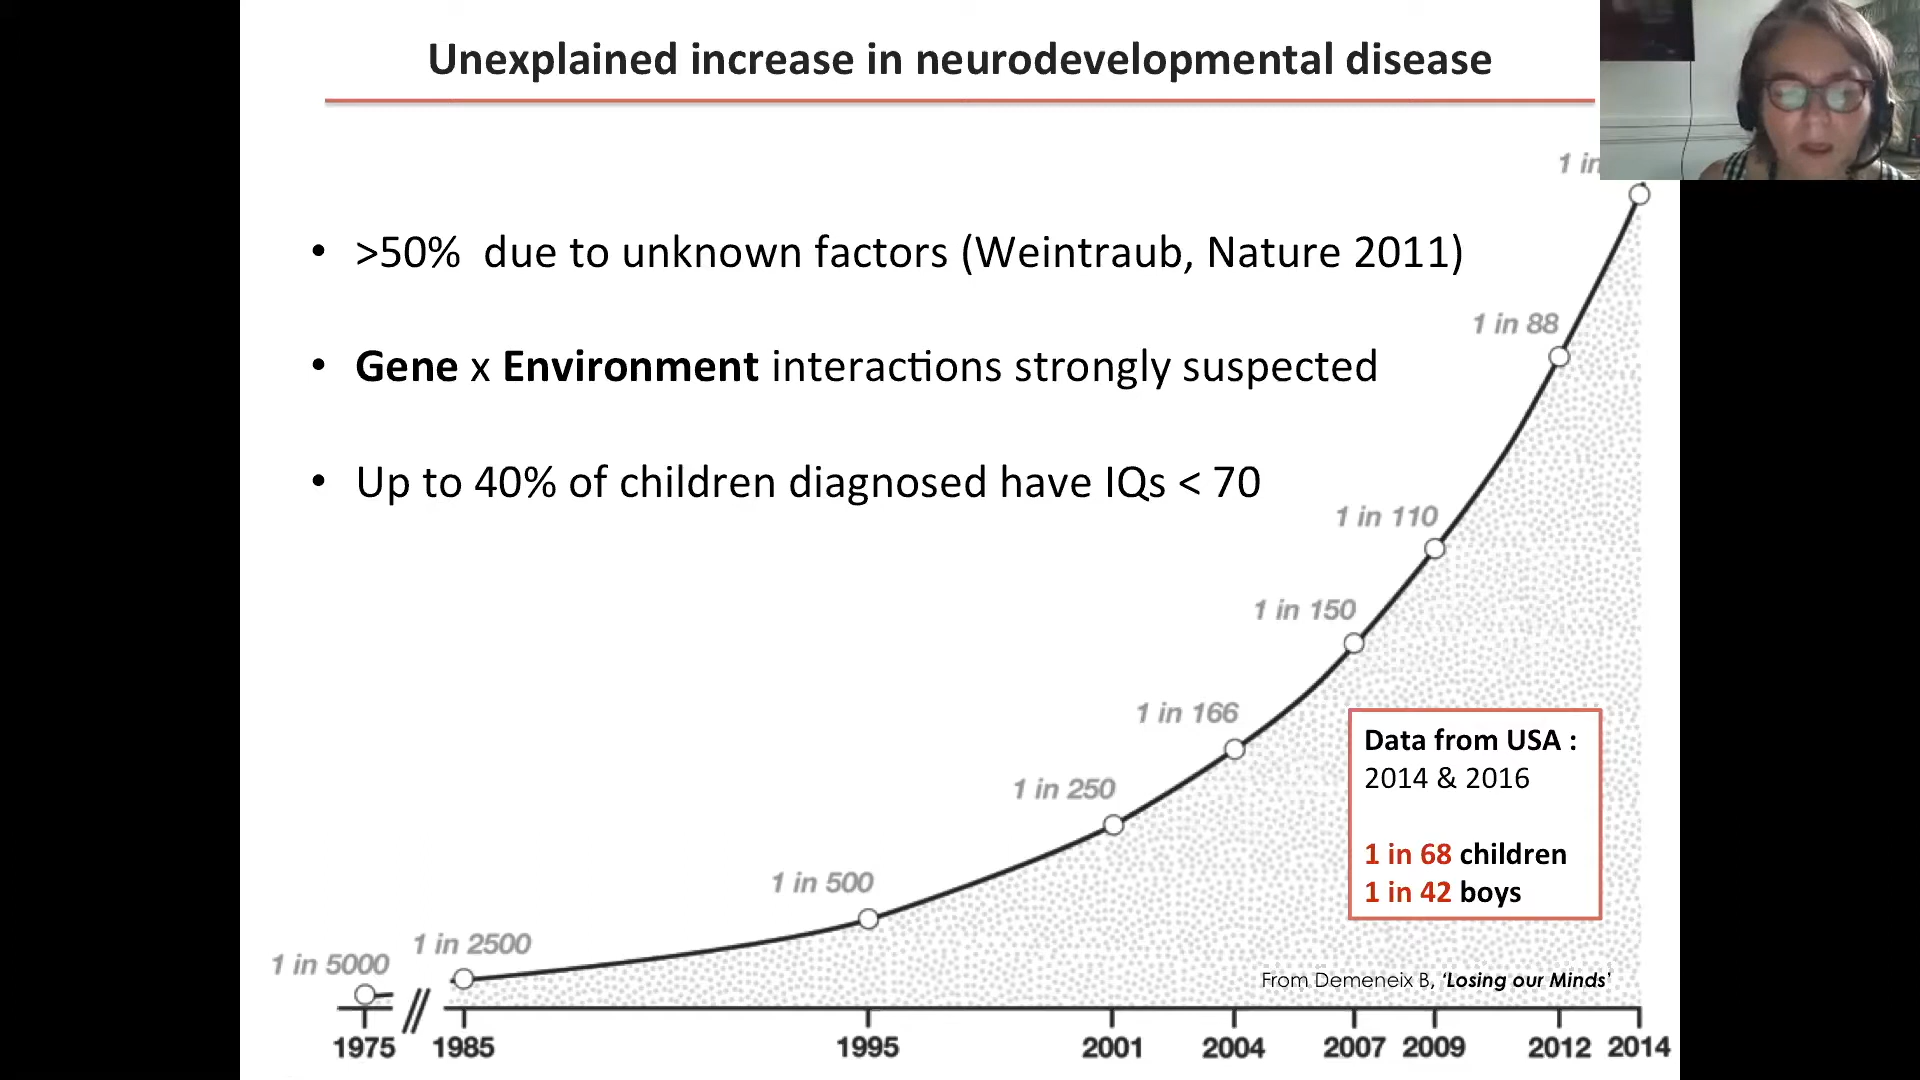 Unexplained increase in neurodevelopmental disease
1 in
• >50% due to unknown factors (Weintraub, Nature 2011)
1 in 88
• Gene x Environment interactions strongly suspected
• Up to 40% of children diagnosed have IQs < 70
1 in 110
1 in 150
1 in 166
1 in 250
1 in 500
1 in 2500
1 in 5000
Data from USA :
2014 & 2016
1 in 68 children
1 in 42 boys
From Demeneix B, ‘Losing our Minds’
1975 1985 1995 2001 2004 2007 2009 2012 2014